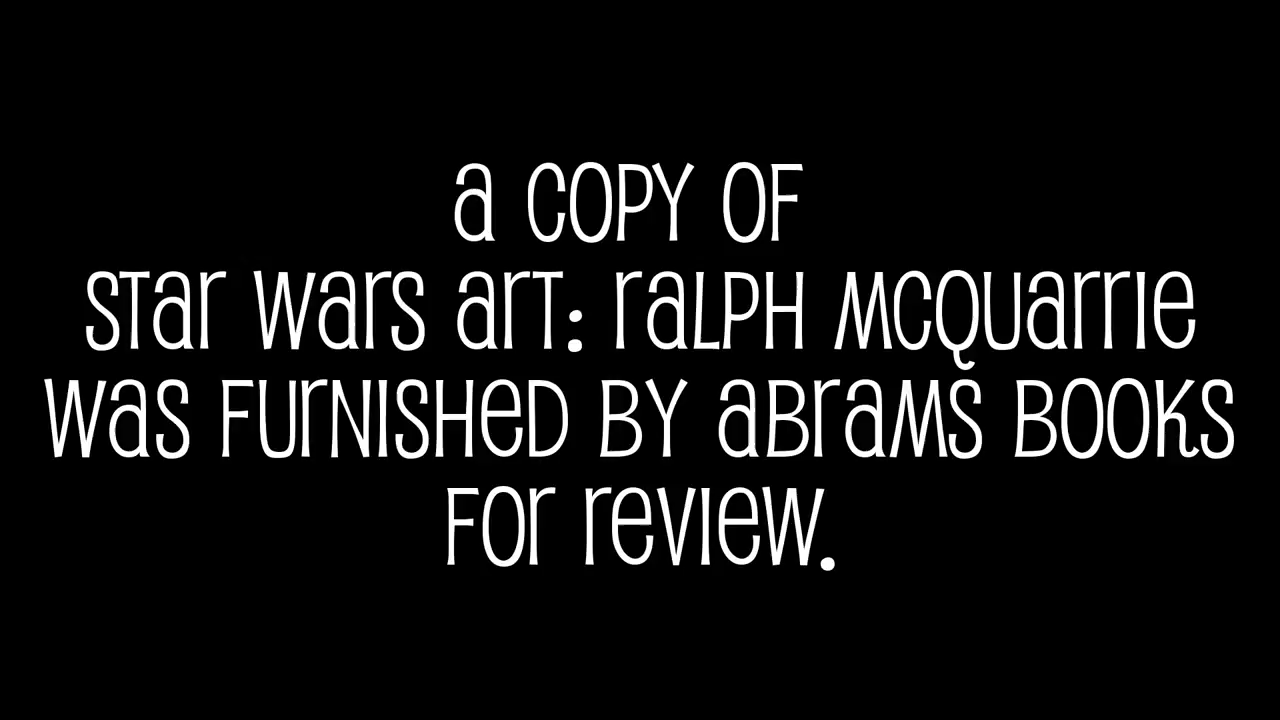 a copy of
star wars art: ralph mcquarrie
was furnished by abrams books
for review.